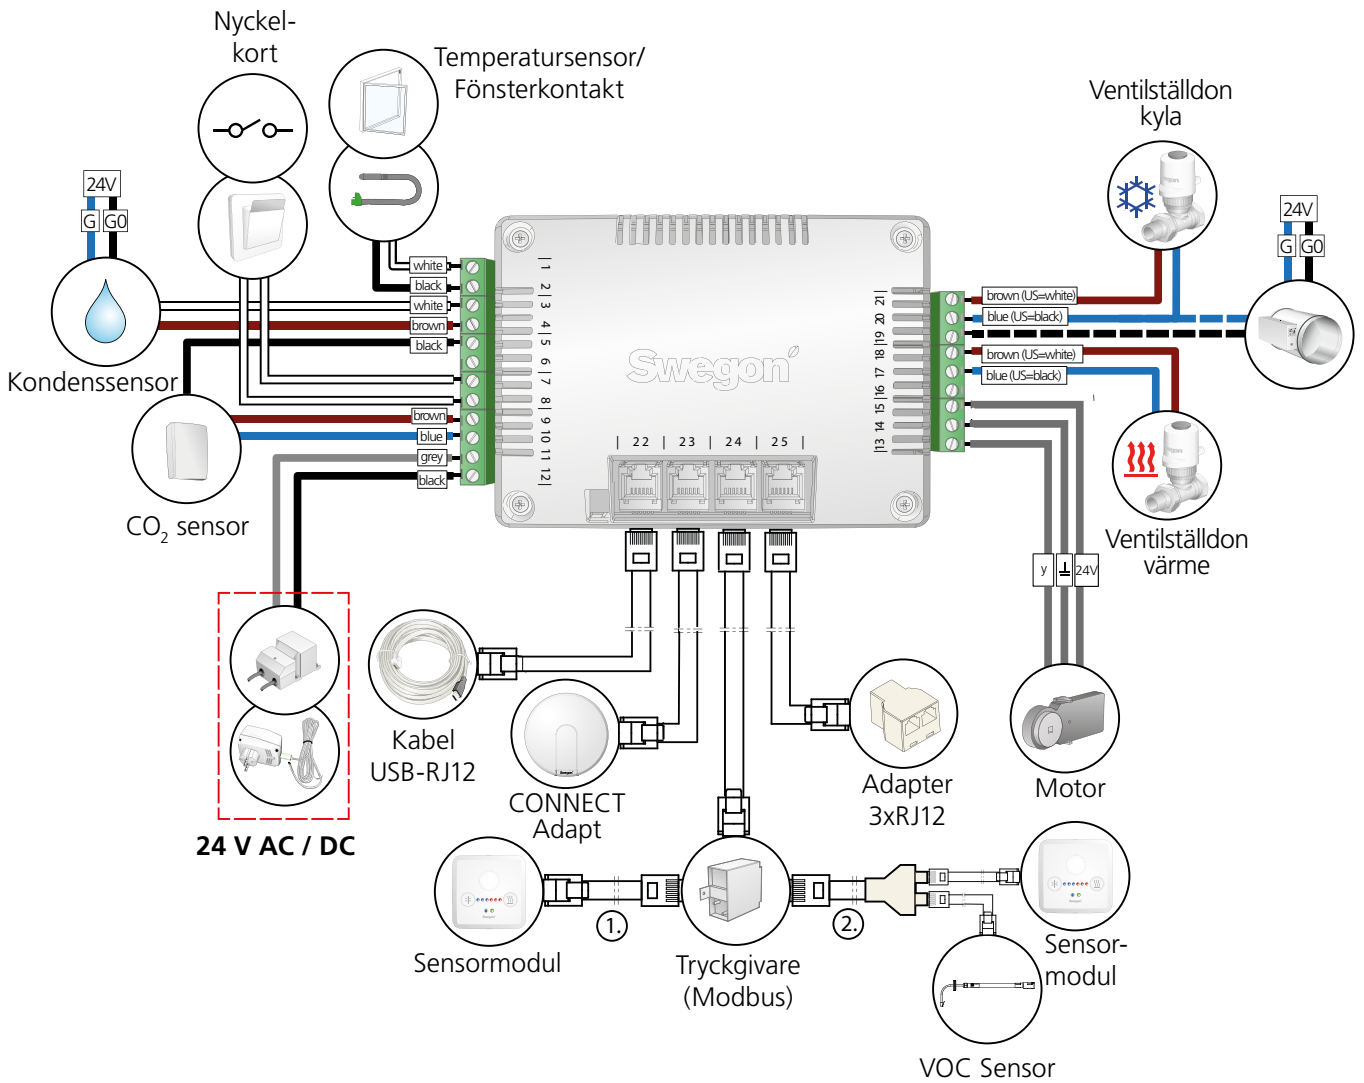 Nyckel-
kort
Temperatursensor/
Fönsterkontakt
Ventilställdon
kyla
24V
G G0
24V
G G0
Kondenssensor
white
black
white
brown
black
brown
blue
grey
black
|1
2|
|3
4|
|5
6|
|7
8|
|9
10|
|11
12|
Swegon
21|
20
|19
18
17
|16
15|
14
|13
brown (US=white)
blue (US=black)
brown (US=white)
blue (US=black)
| 22 | 23 | 24 | 25 |
CO2 sensor
Ventilställdon
värme
y 24V
24 V AC / DC
Kabel
USB-RJ12
CONNECT
Adapt
Adapter
3xRJ12
Motor
Sensormodul
1.
Tryckgivare
(Modbus)
2.
Sensor-
modul
VOC Sensor